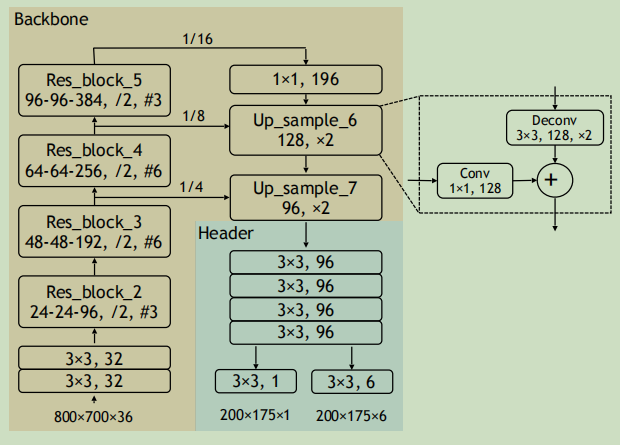 Backbone
1/16
Res_block_5
96-96-384, /2, #3
1×1, 196
1/8
Up_sample_6
128, ×2
Deconv
3×3, 128, ×2
Res_block_4
64-64-256, /2, #6
Conv
1×1, 128
+
1/4
Up_sample_7
96, ×2
Res_block_3
48-48-192, /2, #6
Header
3×3, 96
3×3, 96
3×3, 96
3×3, 96
Res_block_2
24-24-96, /2, #3
3×3, 32
3×3, 32
3×3, 1
3×3, 6
800×700×36
200×175×1
200×175×6